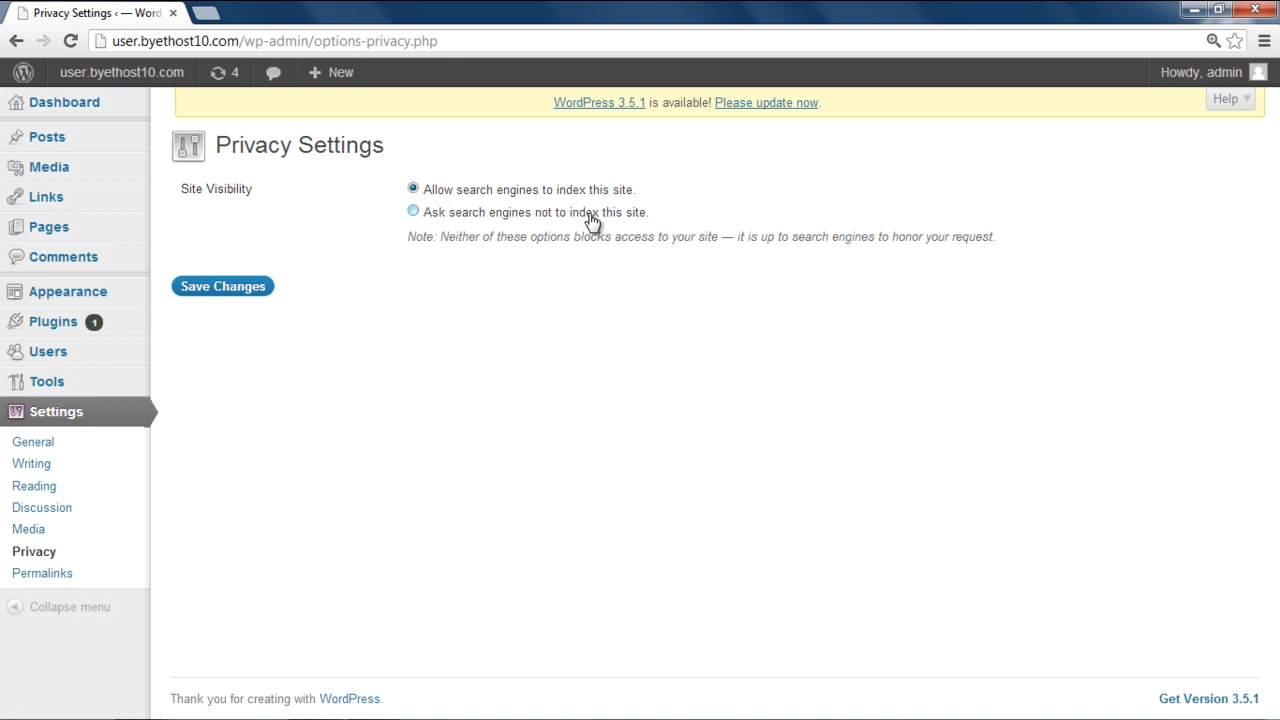 Privacy Settings ‹ — Word
user.byethost10.com/wp-admin/options-privacy.php
user.byethost10.com 4 New Howdy, admin
Dashboard
Posts
Media
Links
Pages
Comments
Appearance
Plugins 1
Users
Tools
Settings
General
Writing
Reading
Discussion
Media
Privacy
Permalinks
Collapse menu
WordPress 3.5.1 is available! Please update now.
Help
Privacy Settings
Site Visibility
Allow search engines to index this site.
Ask search engines not to index this site.
Note: Neither of these options blocks access to your site — it is up to search engines to honor your request.
Save Changes
Thank you for creating with WordPress.
Get Version 3.5.1